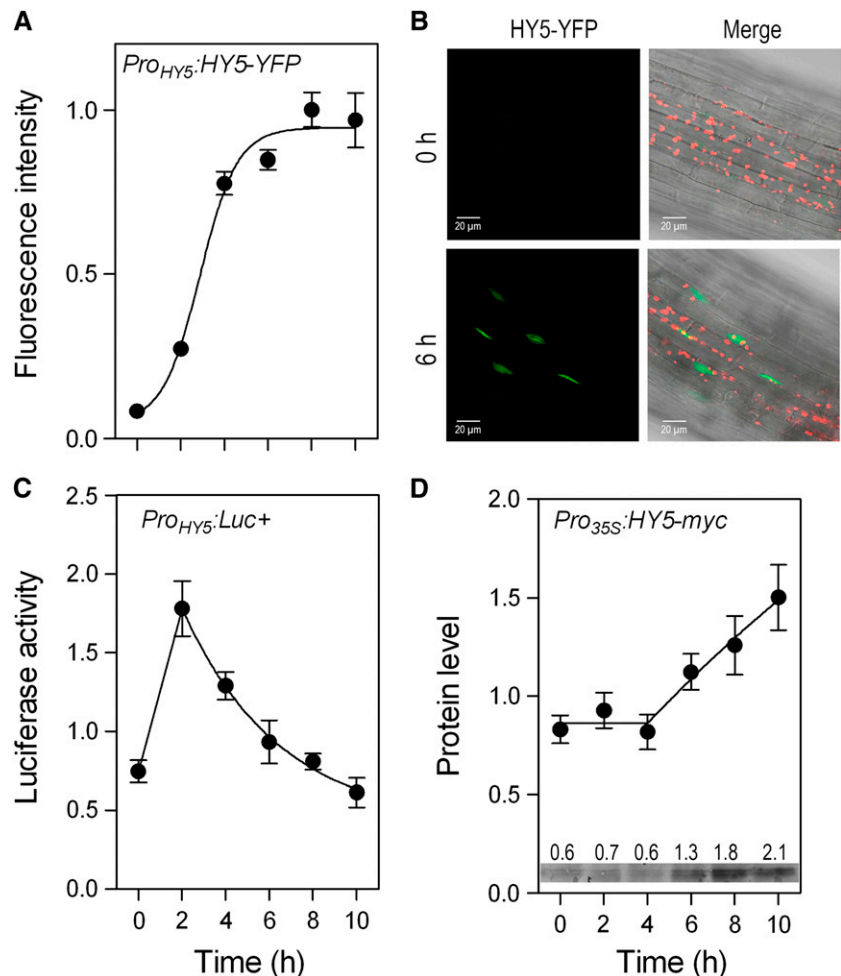 A
Pro_HY5:HY5-YFP
Fluorescence intensity
1.0
0.5
0.0
B
HY5-YFP Merge
0 h
20 µm 20 µm
6 h
20 µm 20 µm
C
Pro_HY5:Luc+
Luciferase activity
2.5
2.0
1.5
1.0
0.5
0.0
0 2 4 6 8 10
Time (h)
D
Pro_35S:HY5-myc
Protein level
2.0
1.5
1.0
0.5
0.0
0.6 0.7 0.6 1.3 1.8 2.1
0 2 4 6 8 10
Time (h)